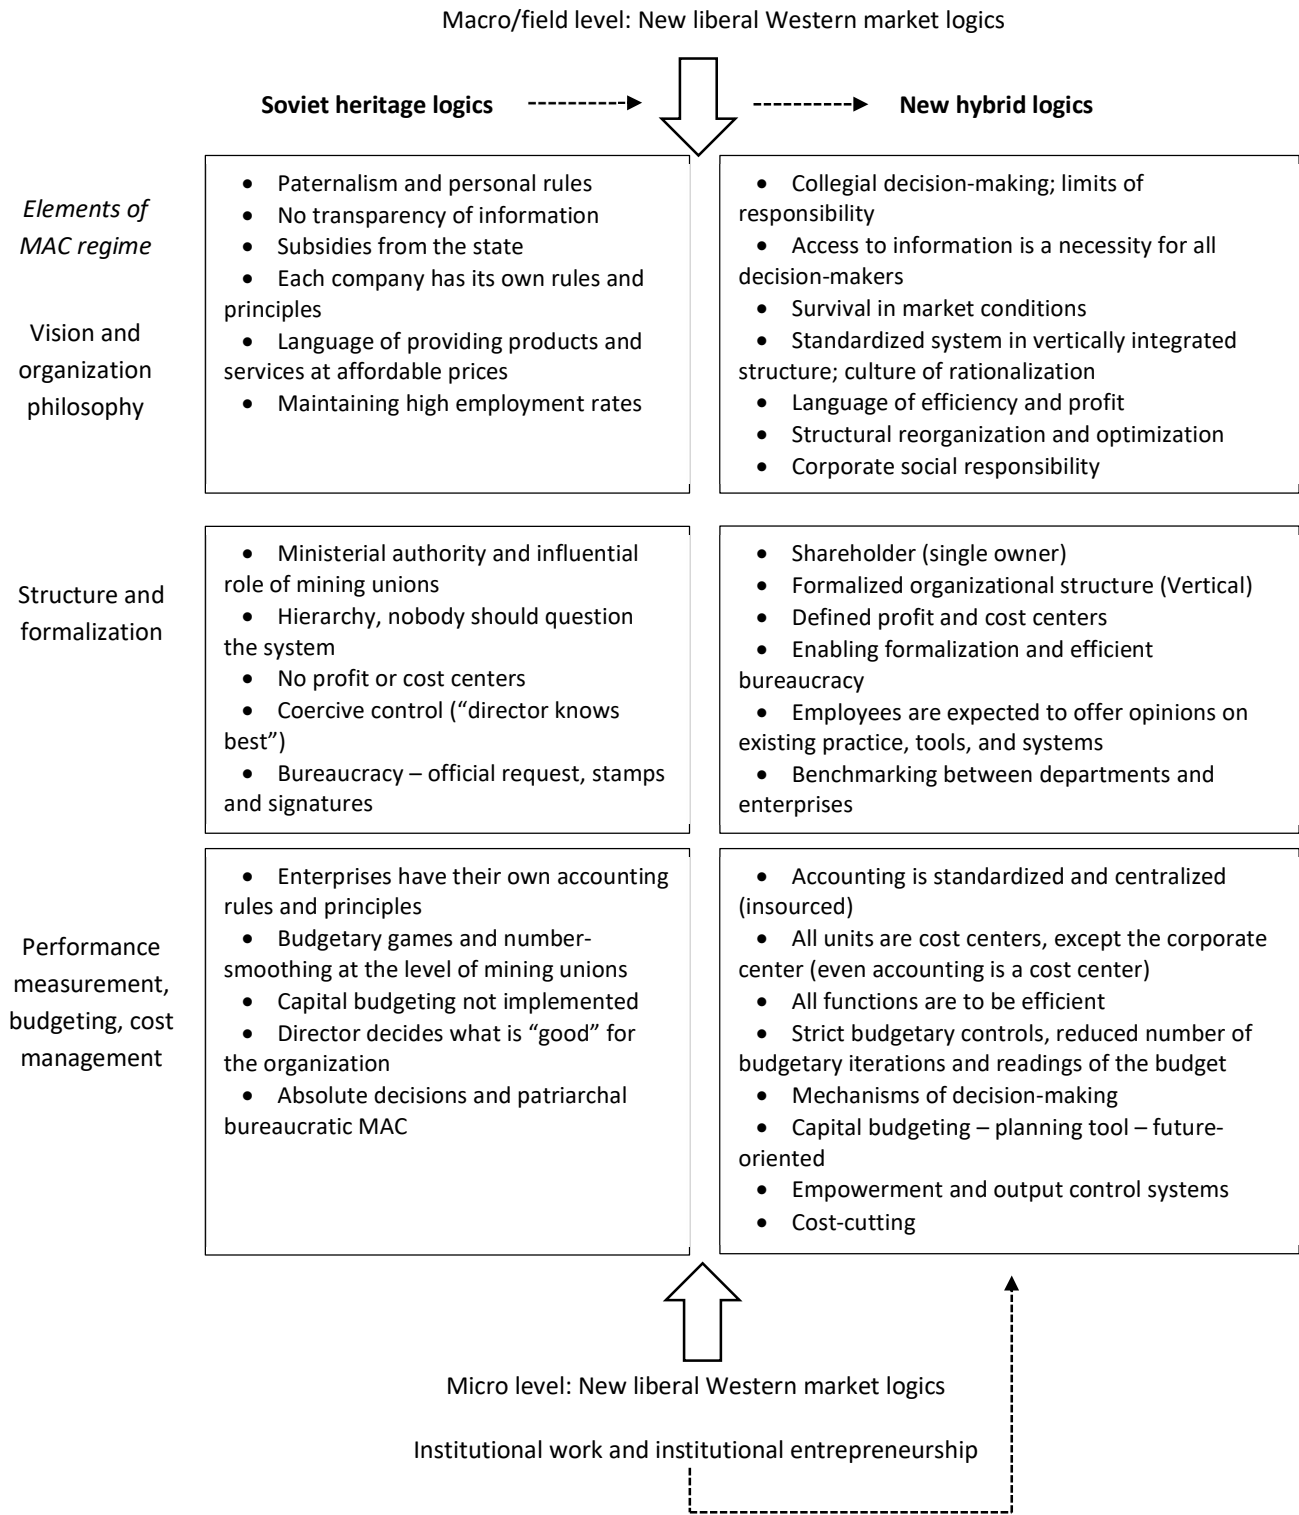 Macro/field level: New liberal Western market logics
Soviet heritage logics
New hybrid logics
Elements of
MAC regime
Vision and
organization
philosophy
• Paternalism and personal rules
• No transparency of information
• Subsidies from the state
• Each company has its own rules and
principles
• Language of providing products and
services at affordable prices
• Maintaining high employment rates
• Collegial decision-making; limits of
responsibility
• Access to information is a necessity for all
decision-makers
• Survival in market conditions
• Standardized system in vertically integrated
structure; culture of rationalization
• Language of efficiency and profit
• Structural reorganization and optimization
• Corporate social responsibility
Structure and
formalization
• Ministerial authority and influential
role of mining unions
• Hierarchy, nobody should question
the system
• No profit or cost centers
• Coercive control (“director knows
best”)
• Bureaucracy – official request, stamps
and signatures
• Shareholder (single owner)
• Formalized organizational structure (Vertical)
• Defined profit and cost centers
• Enabling formalization and efficient
bureaucracy
• Employees are expected to offer opinions on
existing practice, tools, and systems
• Benchmarking between departments and
enterprises
Performance
measurement,
budgeting, cost
management
• Enterprises have their own accounting
rules and principles
• Budgetary games and number-
smoothing at the level of mining unions
• Capital budgeting not implemented
• Director decides what is “good” for
the organization
• Absolute decisions and patriarchal
bureaucratic MAC
• Accounting is standardized and centralized
(insourced)
• All units are cost centers, except the corporate
center (even accounting is a cost center)
• All functions are to be efficient
• Strict budgetary controls, reduced number of
budgetary iterations and readings of the budget
• Mechanisms of decision-making
• Capital budgeting – planning tool – future-
oriented
• Empowerment and output control systems
• Cost-cutting
Micro level: New liberal Western market logics
Institutional work and institutional entrepreneurship